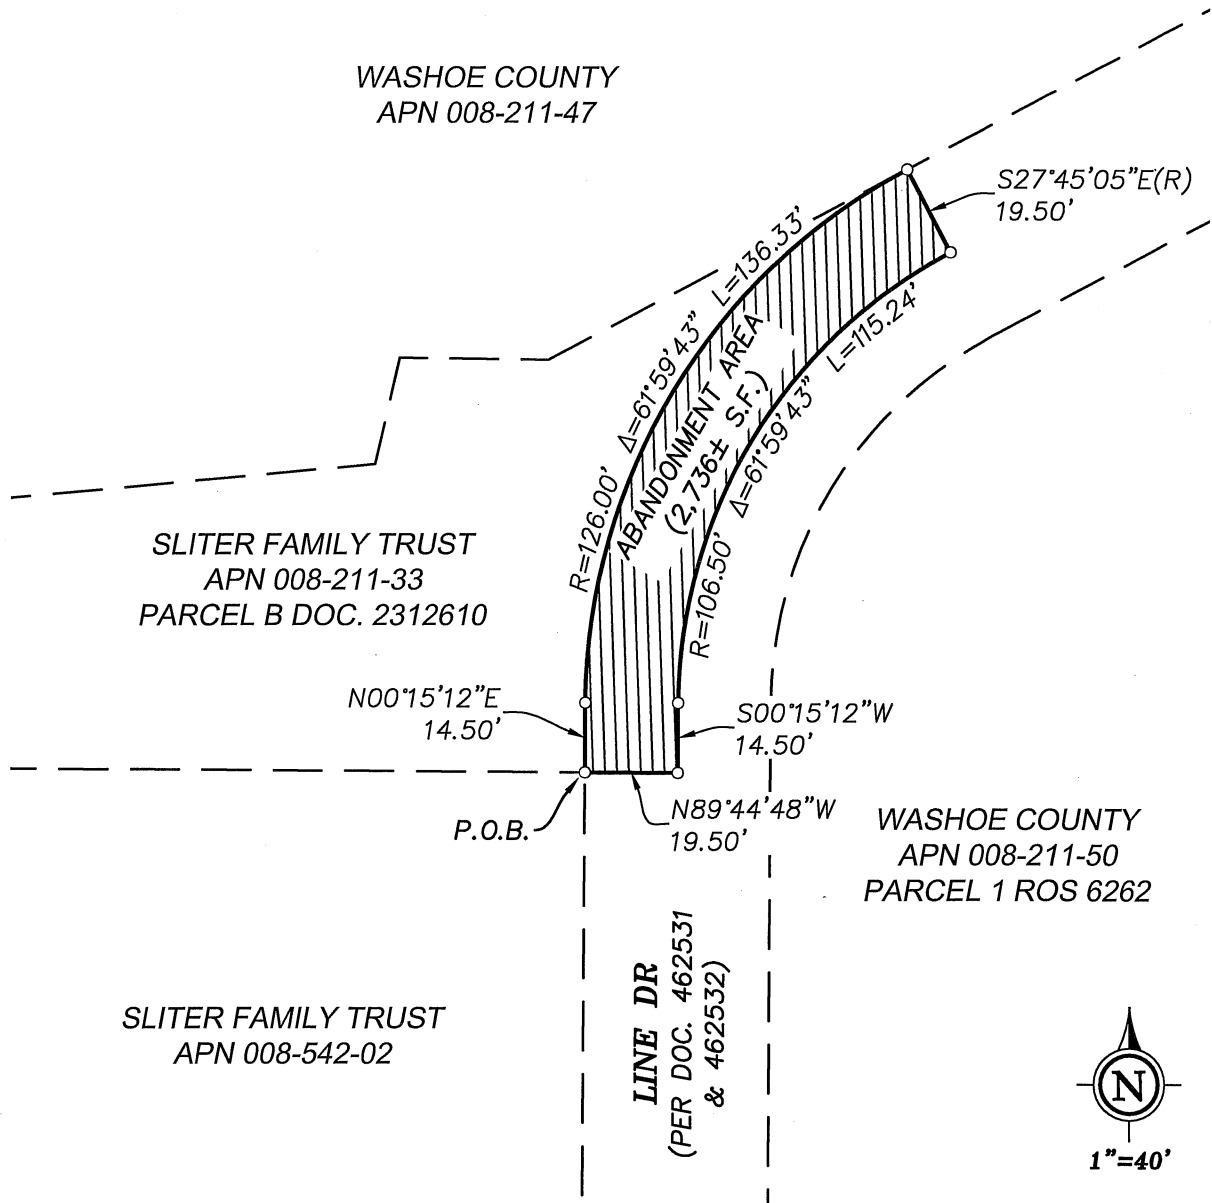 WASHOE COUNTY
APN 008-211-47
S27°45'05"E(R)
19.50'
L=136.33'
Δ=61°59'43"
R=126.00'
ABANDONMENT AREA
(2,736± S.F.)
L=115.24'
Δ=61°59'43"
R=106.50'
SLITER FAMILY TRUST
APN 008-211-33
PARCEL B DOC. 2312610
N00°15'12"E
14.50'
S00°15'12"W
14.50'
P.O.B.
N89°44'48"W
19.50'
WASHOE COUNTY
APN 008-211-50
PARCEL 1 ROS 6262
LINE DR
(PER DOC. 462531
& 462532)
SLITER FAMILY TRUST
APN 008-542-02
N
1"=40'